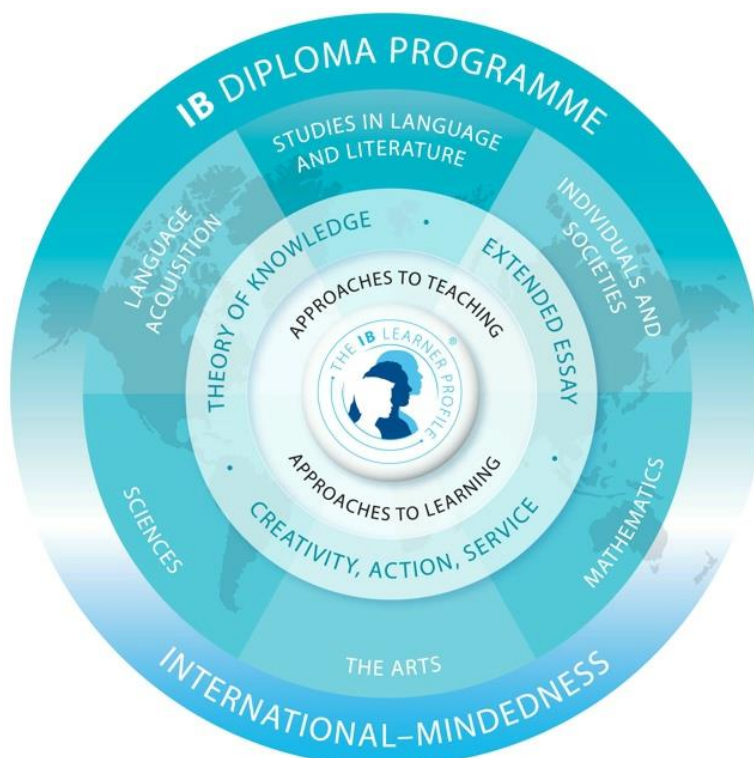 IB DIPLOMA PROGRAMME
STUDIES IN LANGUAGE
AND LITERATURE
LANGUAGE
ACQUISITION
INDIVIDUALS AND
SOCIETIES
THEORY OF KNOWLEDGE
EXTENDED ESSAY
APPROACHES TO TEACHING
• THE IB LEARNER PROFILE •
®
APPROACHES TO LEARNING
CREATIVITY, ACTION, SERVICE
SCIENCES
MATHEMATICS
THE ARTS
INTERNATIONAL–MINDEDNESS